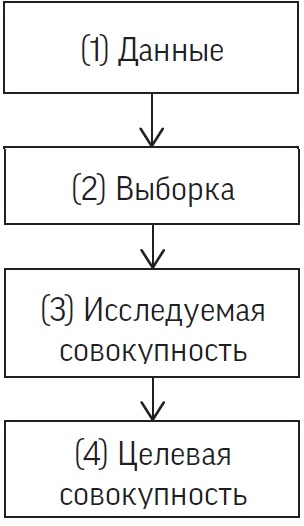 (1) Данные
(2) Выборка
(3) Исследуемая
совокупность
(4) Целевая
совокупность